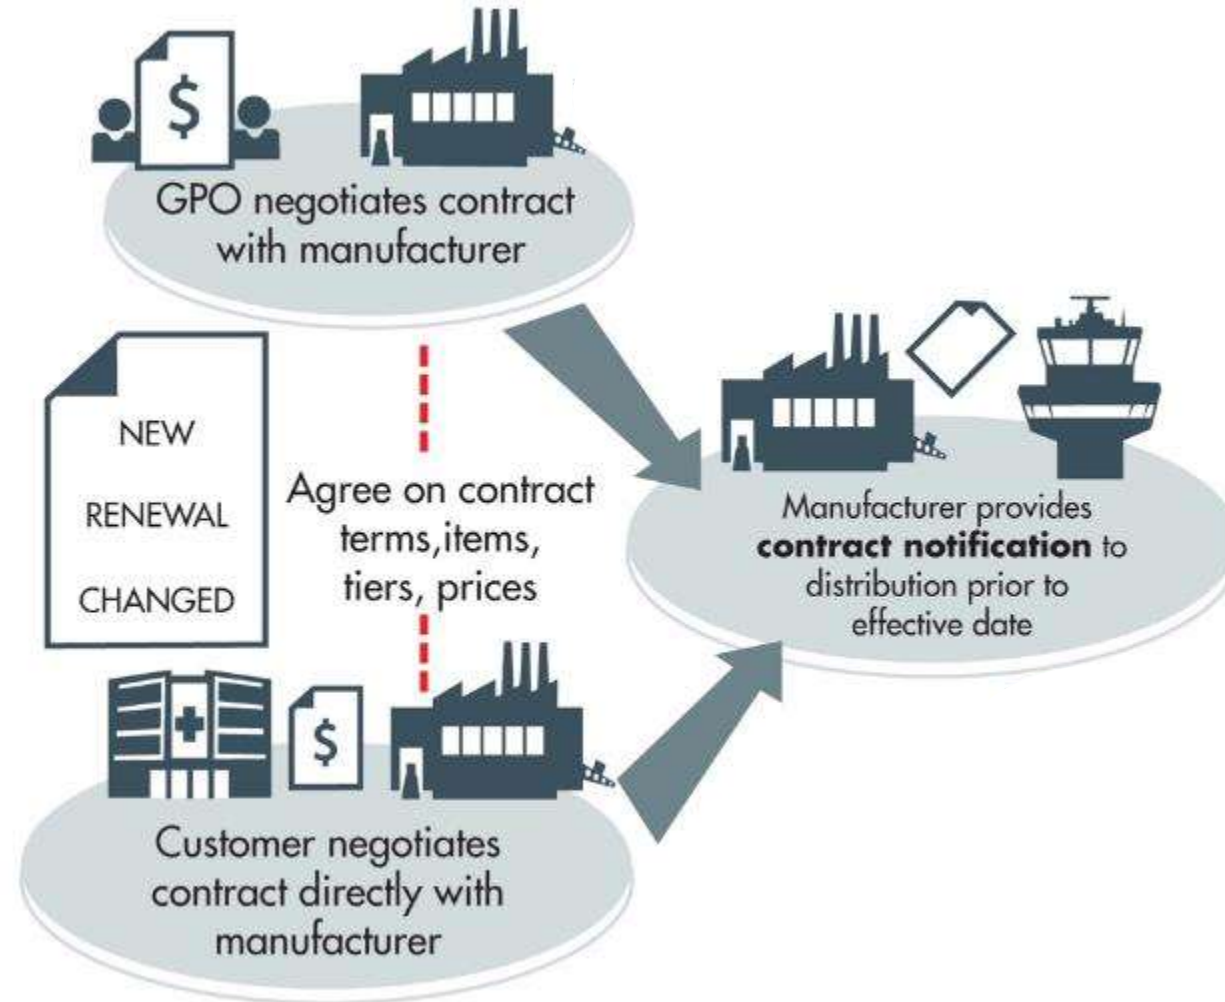 $
GPO negotiates contract
with manufacturer
NEW
RENEWAL
CHANGED
Agree on contract
terms,items,
tiers, prices
Manufacturer provides
contract notification to
distribution prior to
effective date
$
Customer negotiates
contract directly with
manufacturer